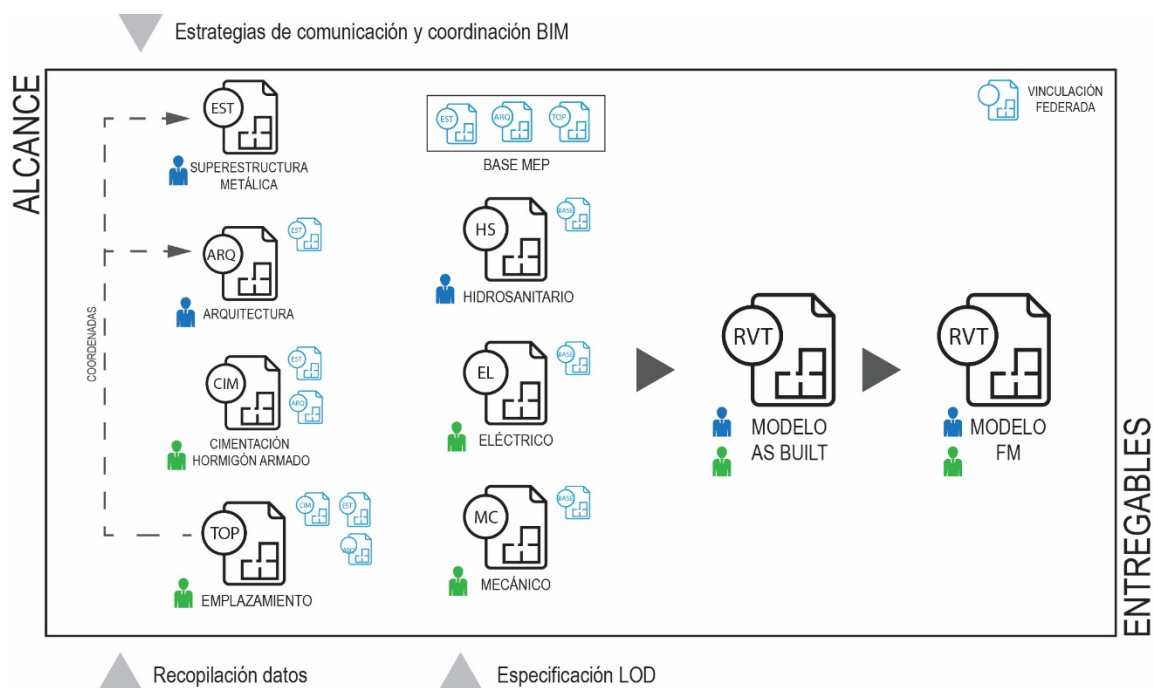 Estrategias de comunicación y coordinación BIM
ALCANCE
VINCULACIÓN
FEDERADA
EST
SUPERESTRUCTURA
METÁLICA
EST
ARQ
TOP
BASE MEP
COORDENADAS
ARQ
EST
ARQUITECTURA
HS
BASE
HIDROSANITARIO
CIM
EST
ARQ
CIMENTACIÓN
HORMIGÓN ARMADO
EL
BASE
ELÉCTRICO
RVT
MODELO
AS BUILT
RVT
MODELO
FM
TOP
CIM
EST
ARQ
EMPLAZAMIENTO
MC
BASE
MECÁNICO
ENTREGABLES
Recopilación datos
Especificación LOD